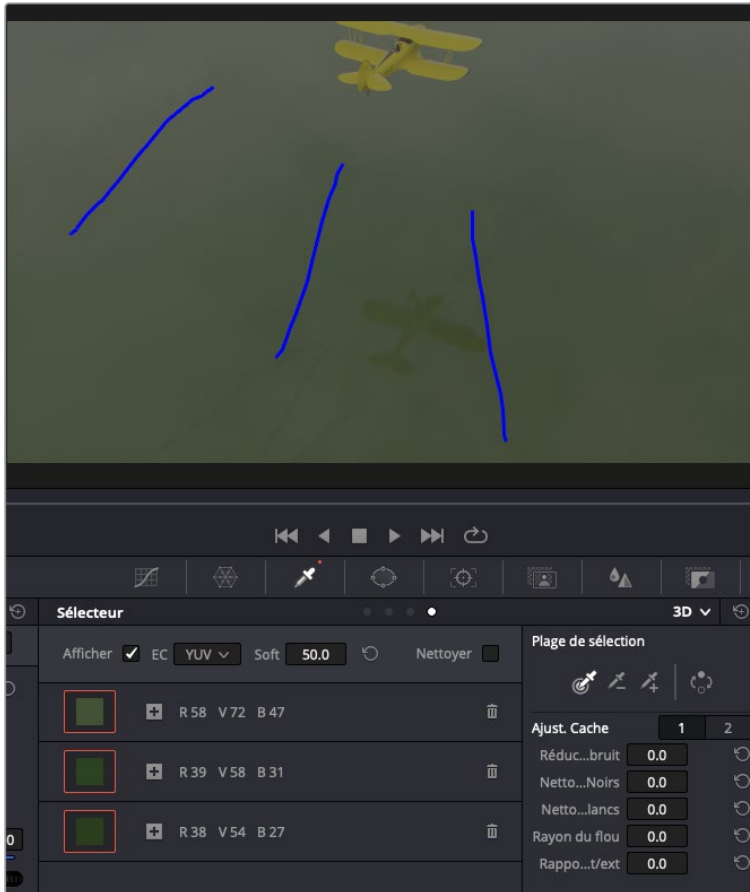 Sélecteur
3D
Afficher EC YUV Soft 50.0 Nettoyer
R 58 V 72 B 47
R 39 V 58 B 31
R 38 V 54 B 27
0
Plage de sélection
Ajust. Cache 1 2
Réduc...bruit 0.0
Netto...Noirs 0.0
Netto...lancs 0.0
Rayon du flou 0.0
Rappo...t/ext 0.0